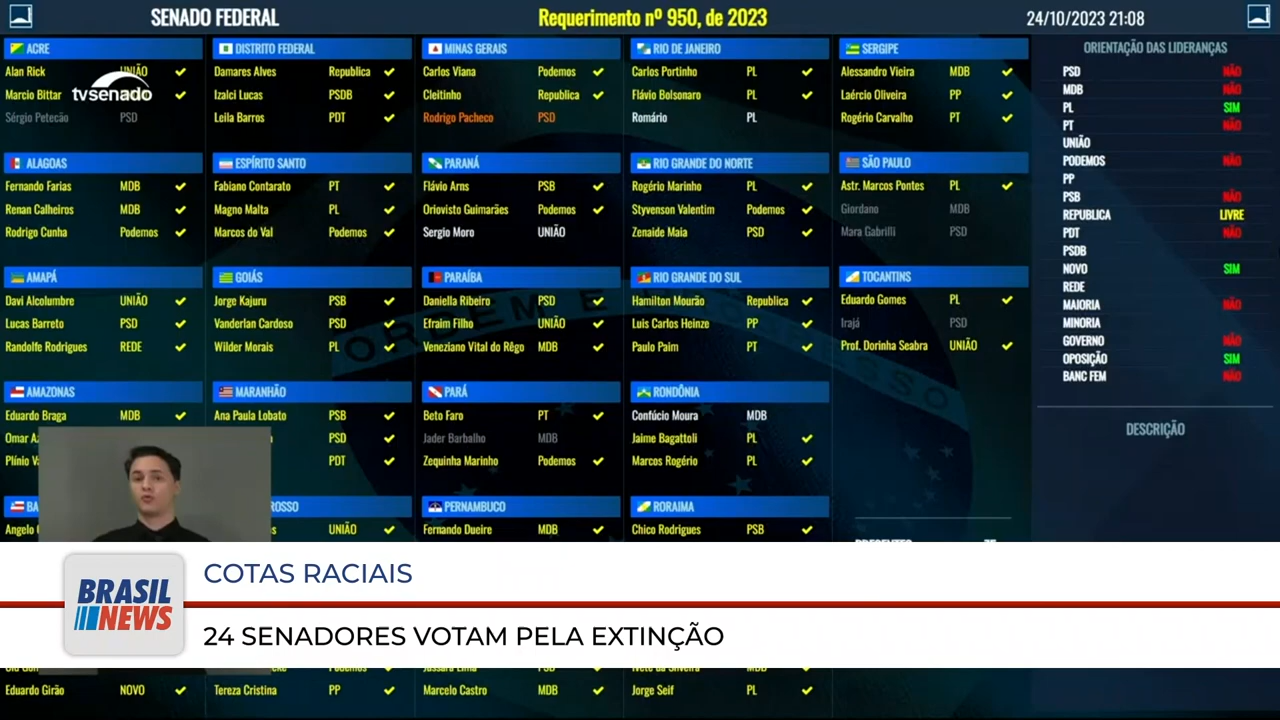 SENADO FEDERAL
Requerimento nº 950, de 2023
24/10/2023 21:08
tvsenado
ACRE
Alan Rick UNIÃO
Marcio Bittar
Sérgio Petecão PSD
ALAGOAS
Fernando Farias MDB
Renan Calheiros MDB
Rodrigo Cunha Podemos
AMAPÁ
Davi Alcolumbre UNIÃO
Lucas Barreto PSD
Randolfe Rodrigues REDE
AMAZONAS
Eduardo Braga MDB
Omar
Plínio
BA
Angelo
Eduardo Girão NOVO
DISTRITO FEDERAL
Damares Alves Republica
Izalci Lucas PSDB
Leila Barros PDT
ESPÍRITO SANTO
Fabiano Contarato PT
Magno Malta PL
Marcos do Val Podemos
GOIÁS
Jorge Kajuru PSB
Vanderlan Cardoso PSD
Wilder Morais PL
MARANHÃO
Ana Paula Lobato PSB
PSD
PDT
ROSSO
s UNIÃO
Tereza Cristina PP
MINAS GERAIS
Carlos Viana Podemos
Cleitinho Republica
Rodrigo Pacheco PSD
PARANÁ
Flávio Arns PSB
Oriovisto Guimarães Podemos
Sergio Moro UNIÃO
PARAÍBA
Daniella Ribeiro PSD
Efraim Filho UNIÃO
Veneziano Vital do Rêgo MDB
PARÁ
Beto Faro PT
Jader Barbalho MDB
Zequinha Marinho Podemos
PERNAMBUCO
Fernando Dueire MDB
Marcelo Castro MDB
RIO DE JANEIRO
Carlos Portinho PL
Flávio Bolsonaro PL
Romário PL
RIO GRANDE DO NORTE
Rogério Marinho PL
Styvenson Valentim Podemos
Zenaide Maia PSD
RIO GRANDE DO SUL
Hamilton Mourão Republica
Luis Carlos Heinze PP
Paulo Paim PT
RONDÔNIA
Confúcio Moura MDB
Jaime Bagattoli PL
Marcos Rogério PL
RORAIMA
Chico Rodrigues PSB
Jorge Seif PL
SERGIPE
Alessandro Vieira MDB
Laércio Oliveira PP
Rogério Carvalho PT
SÃO PAULO
Astr. Marcos Pontes PL
Giordano MDB
Mara Gabrilli PSD
TOCANTINS
Eduardo Gomes PL
Irajá PSD
Prof. Dorinha Seabra UNIÃO
ORIENTAÇÃO DAS LIDERANÇAS
PSD NÃO
MDB NÃO
PL SIM
PT NÃO
UNIÃO
PODEMOS NÃO
PP
PSB NÃO
REPUBLICA LIVRE
PDT NÃO
PSDB
NOVO SIM
REDE
MAIORIA NÃO
MINORIA
GOVERNO NÃO
OPOSIÇÃO SIM
BANC FEM NÃO
DESCRIÇÃO
BRASIL
NEWS
COTAS RACIAIS
24 SENADORES VOTAM PELA EXTINÇÃO